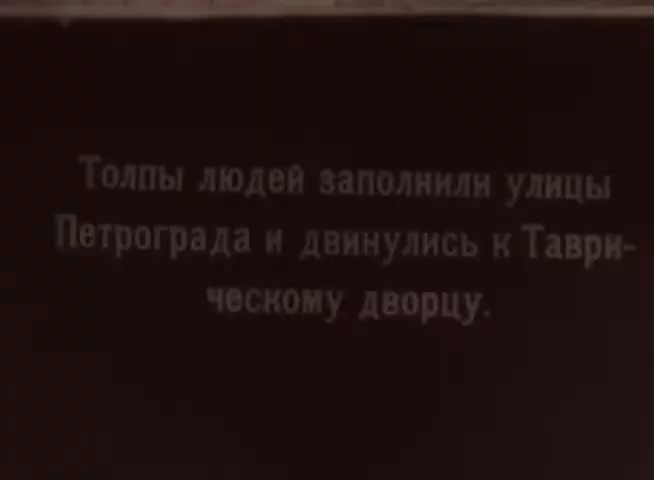 Толпы людей заполнили улицы
Петрограда и двинулись к Таври-
ческому дворцу.